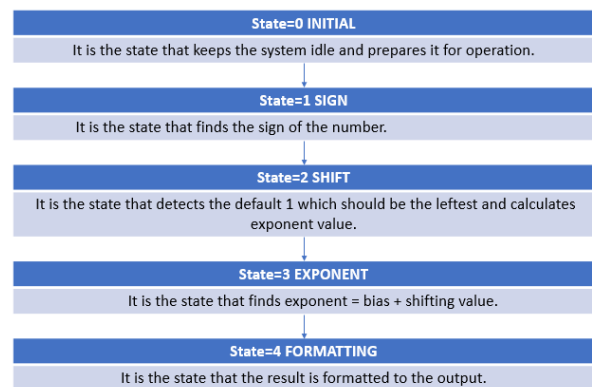 State=0 INITIAL
It is the state that keeps the system idle and prepares it for operation.
State=1 SIGN
It is the state that finds the sign of the number.
State=2 SHIFT
It is the state that detects the default 1 which should be the leftest and calculates
exponent value.
State=3 EXPONENT
It is the state that finds exponent = bias + shifting value.
State=4 FORMATTING
It is the state that the result is formatted to the output.